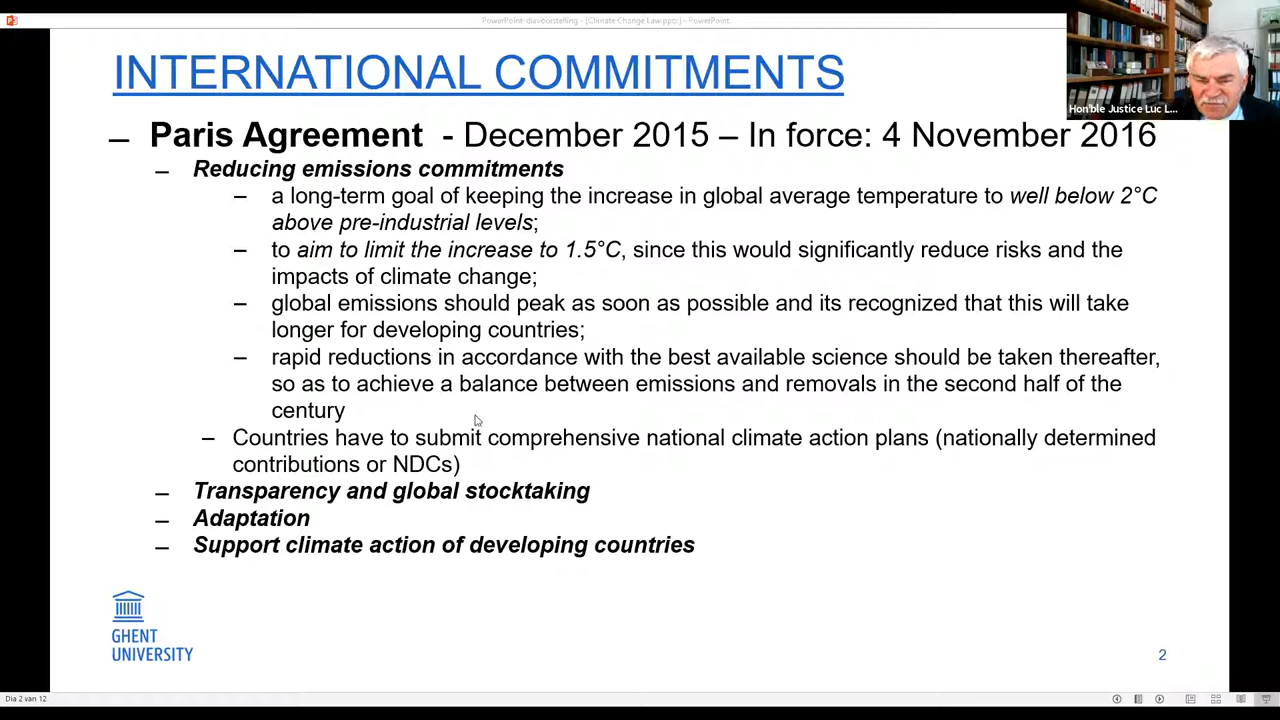 PowerPoint-diavoorstelling - [Climate Change Law.pptx] - PowerPoint
INTERNATIONAL COMMITMENTS
Hon'ble Justice Luc L...
– Paris Agreement - December 2015 – In force: 4 November 2016
– Reducing emissions commitments
– a long-term goal of keeping the increase in global average temperature to well below 2°C
above pre-industrial levels;
– to aim to limit the increase to 1.5°C, since this would significantly reduce risks and the
impacts of climate change;
– global emissions should peak as soon as possible and its recognized that this will take
longer for developing countries;
– rapid reductions in accordance with the best available science should be taken thereafter,
so as to achieve a balance between emissions and removals in the second half of the
century
– Countries have to submit comprehensive national climate action plans (nationally determined
contributions or NDCs)
– Transparency and global stocktaking
– Adaptation
– Support climate action of developing countries
GHENT
UNIVERSITY
2
Dia 2 van 12